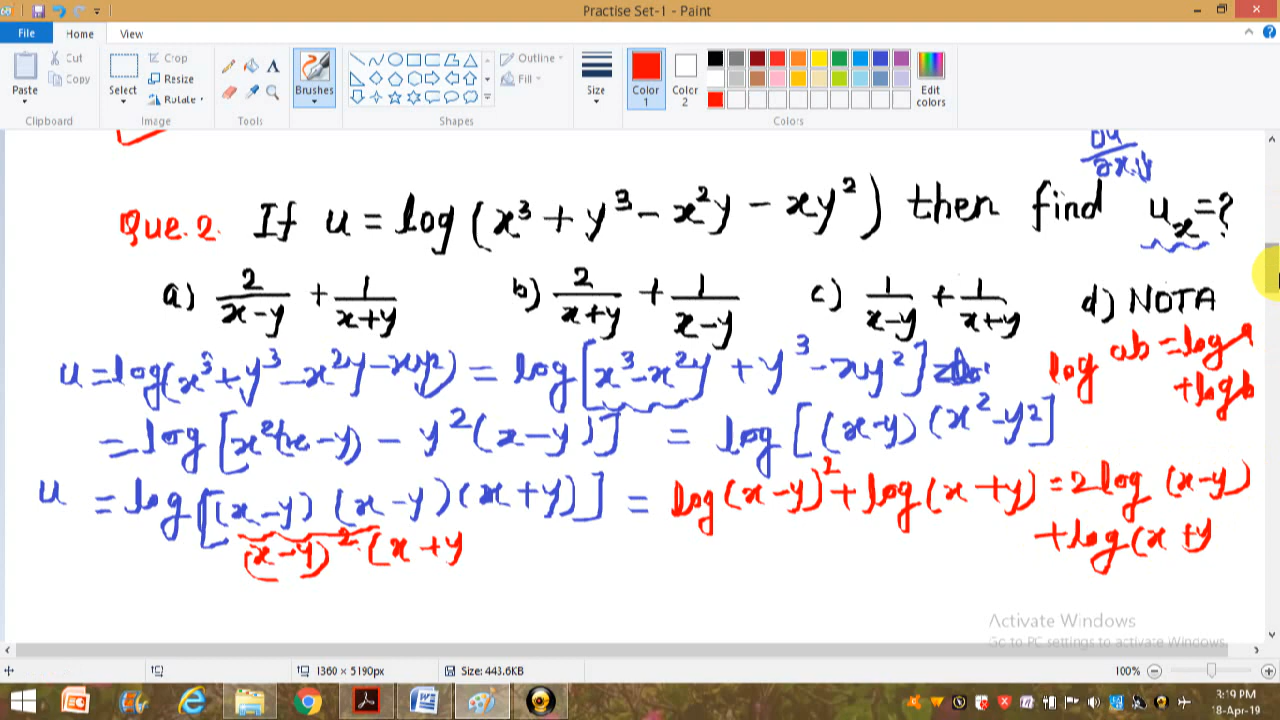 Practise Set-1 - Paint
File Home View
Paste Cut Copy Select Crop Resize Rotate Brushes Outline Fill Size Color 1 Color 2 Edit colors
Clipboard Image Tools Shapes Colors
∂u/∂x
Que.2. If u = log(x³ + y³ - x²y - xy²) then find u_x = ?
a) 2/(x-y) + 1/(x+y) b) 2/(x+y) + 1/(x-y) c) 1/(x-y) + 1/(x+y) d) NOTA
u = log(x³ + y³ - x²y - xy²) = log[x³ - x²y + y³ - xy²]
log ab = log a + log b
= log[x²(x-y) - y²(x-y)] = log[(x-y)(x²-y²]
u = log[(x-y)(x-y)(x+y)] = log(x-y)² + log(x+y) = 2log(x-y)
+log(x+y
(x-y)²(x+y
Activate Windows
Go to PC settings to activate Windows.
1360 × 5190px Size: 443.6KB 100%
3:19 PM
18-Apr-19